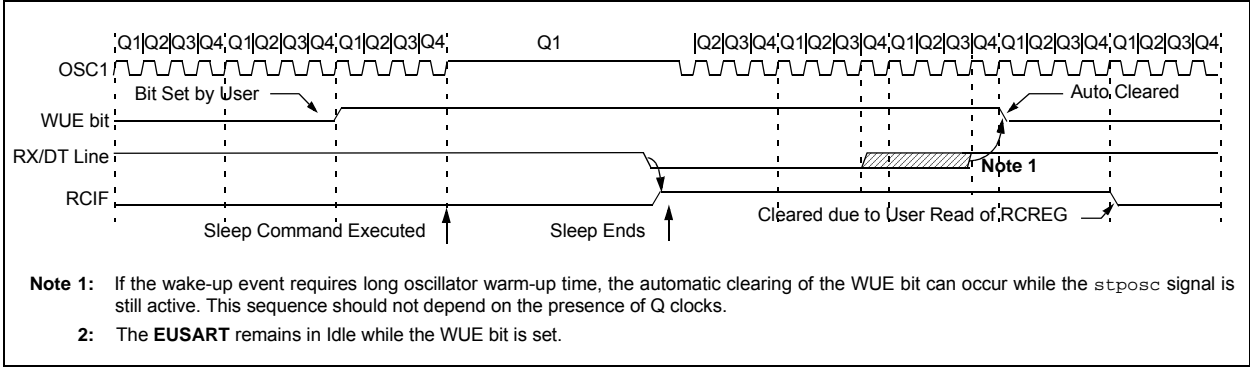 Q1|Q2|Q3|Q4|Q1|Q2|Q3|Q4|Q1|Q2|Q3|Q4| Q1 |Q2|Q3|Q4|Q1|Q2|Q3|Q4|Q1|Q2|Q3|Q4|Q1|Q2|Q3|Q4|Q1|Q2|Q3|Q4
OSC1
Bit Set by User
Auto Cleared
WUE bit
RX/DT Line
Note 1
RCIF
Cleared due to User Read of RCREG
Sleep Command Executed
Sleep Ends
Note 1: If the wake-up event requires long oscillator warm-up time, the automatic clearing of the WUE bit can occur while the stposc signal is
still active. This sequence should not depend on the presence of Q clocks.
2: The EUSART remains in Idle while the WUE bit is set.